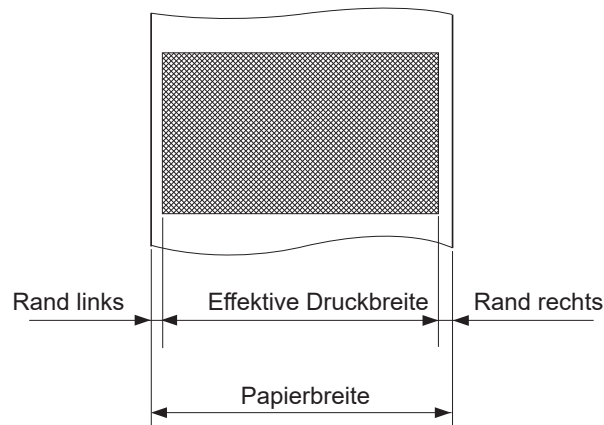 Rand links
Effektive Druckbreite
Rand rechts
Papierbreite